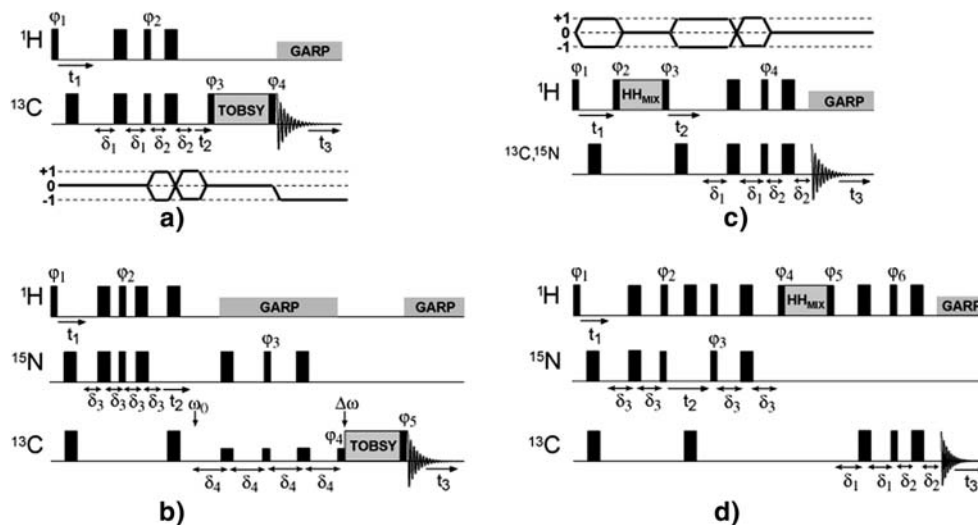 φ1 φ2
1H
GARP
t1
φ3 φ4
13C
TOBSY
δ1 δ1 δ2 δ2 t2
t3
+1
0
-1
a)
+1
0
-1
φ1 φ2 φ3 φ4
1H
HHMIX
GARP
t1 t2
13C,15N
δ1 δ1 δ2 δ2
t3
c)
φ1 φ2
1H
GARP GARP
t1
15N
φ3
δ3 δ3 δ3 δ3 t2 ω0 Δω
13C
φ4 φ5
TOBSY
δ4 δ4 δ4 δ4
t3
b)
φ1 φ2 φ4 φ5 φ6
1H
HHMIX
GARP
t1
15N
φ3
δ3 δ3 t2 δ3 δ3
13C
δ1 δ1 δ2 δ2
t3
d)